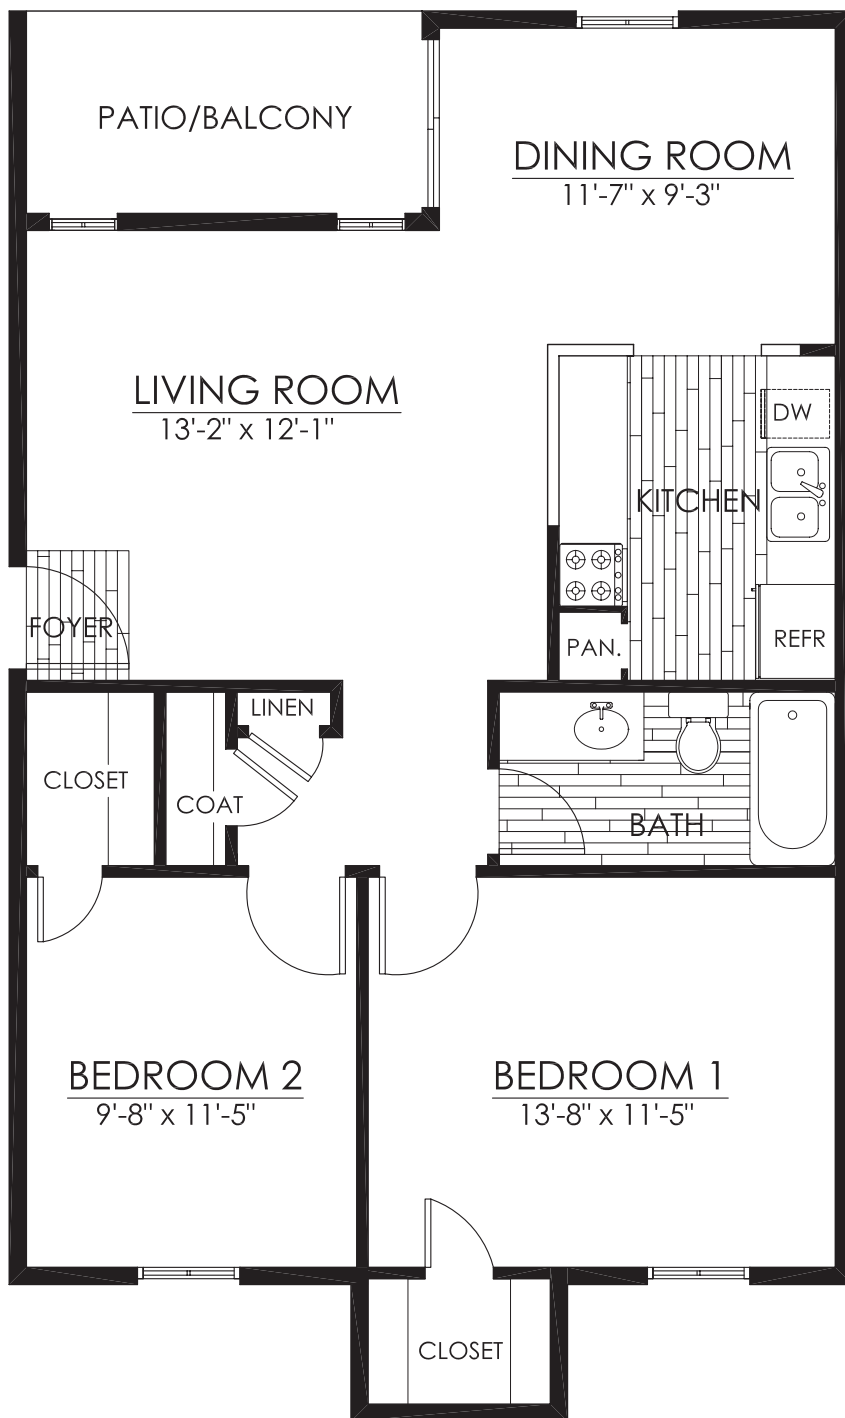 PATIO/BALCONY
DINING ROOM
11'-7" x 9'-3"
LIVING ROOM
13'-2" x 12'-1"
DW
KITCHEN
FOYER
PAN.
REFR
LINEN
CLOSET
COAT
BATH
BEDROOM 2
9'-8" x 11'-5"
BEDROOM 1
13'-8" x 11'-5"
CLOSET